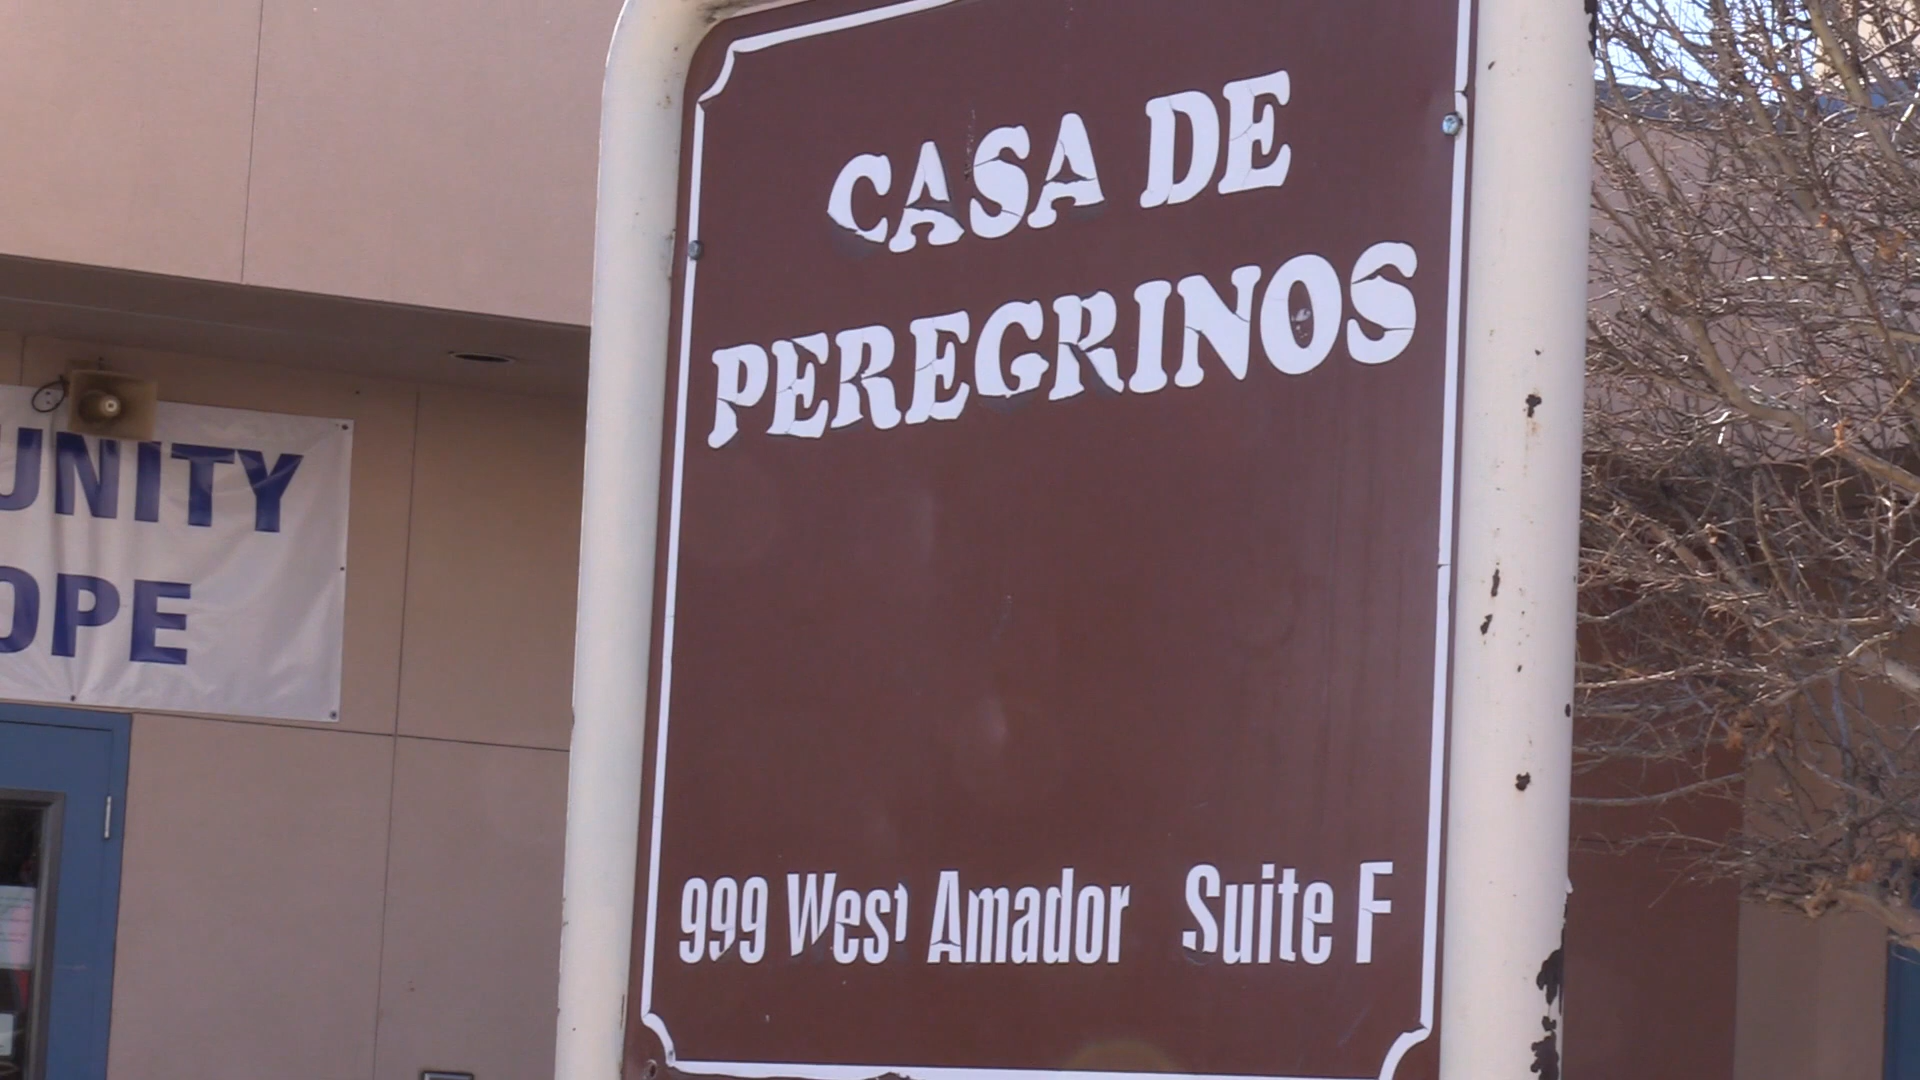 CASA DE
PEREGRINOS
UNITY
OPE
999 West Amador Suite F